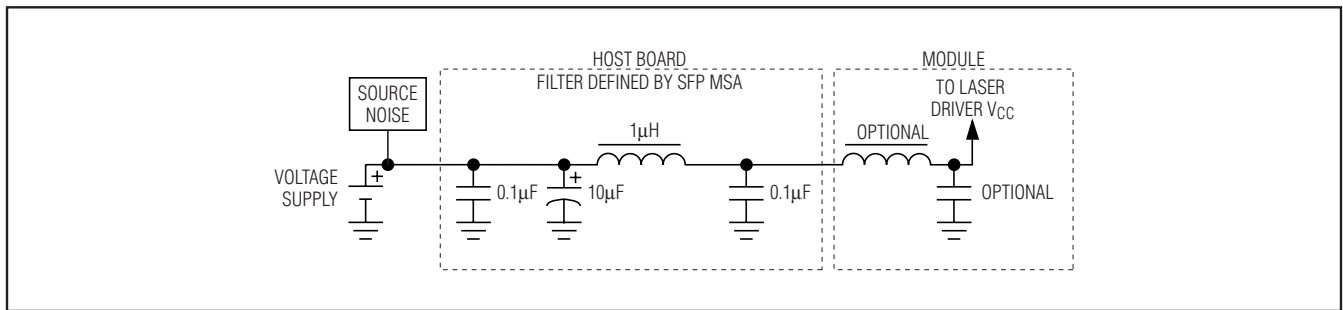 HOST BOARD
FILTER DEFINED BY SFP MSA
MODULE
SOURCE
NOISE
TO LASER
DRIVER VCC
1μH
OPTIONAL
VOLTAGE
SUPPLY
+
0.1μF
+
10μF
0.1μF
OPTIONAL